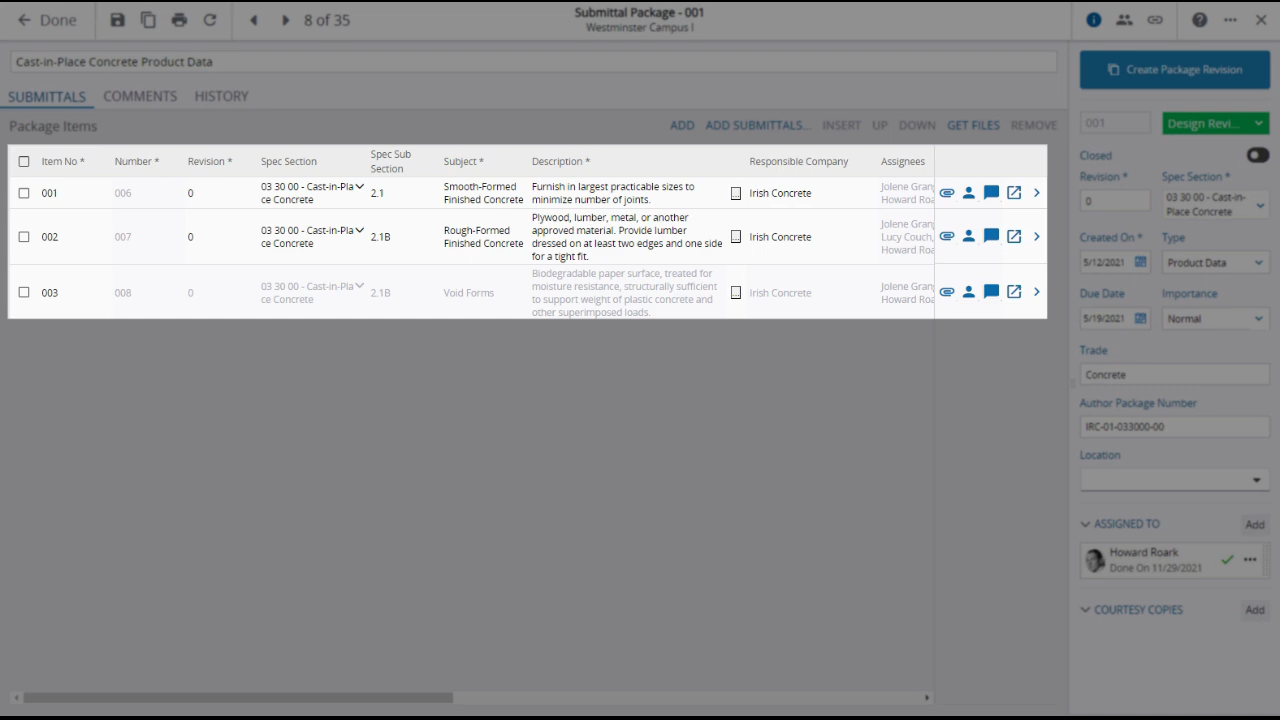 Done
8 of 35
Submittal Package - 001
Westminster Campus I
Cast-in-Place Concrete Product Data
Create Package Revision
SUBMITTALS COMMENTS HISTORY
Package Items
ADD ADD SUBMITTALS... INSERT UP DOWN GET FILES REMOVE
Item No * Number * Revision * Spec Section Spec Sub Section Subject * Description * Responsible Company Assignees
001 006 0 03 30 00 - Cast-in-Pla 2.1 Smooth-Formed Furnish in largest practicable sizes to Irish Concrete Jolene Gran
ce Concrete Finished Concrete minimize number of joints. Howard Roa
Plywood, lumber, metal, or another
002 007 0 03 30 00 - Cast-in-Pla 2.1B Rough-Formed approved material. Provide lumber Irish Concrete Jolene Gran
ce Concrete Finished Concrete dressed on at least two edges and one side Lucy Couch,
for a tight fit. Howard Roa
Biodegradable paper surface, treated for
003 008 0 03 30 00 - Cast-in-Pla 2.1B Void Forms moisture resistance, structurally sufficient Irish Concrete Jolene Gran
ce Concrete to support weight of plastic concrete and Howard Roa
other superimposed loads.
001 Design Revi...
Closed
Revision * Spec Section *
0 03 30 00 - Cast-in-
Place Concrete
Created On * Type
5/12/2021 Product Data
Due Date Importance
5/19/2021 Normal
Trade
Concrete
Author Package Number
IRC-01-033000-00
Location
ASSIGNED TO Add
Howard Roark
Done On 11/29/2021
COURTESY COPIES Add